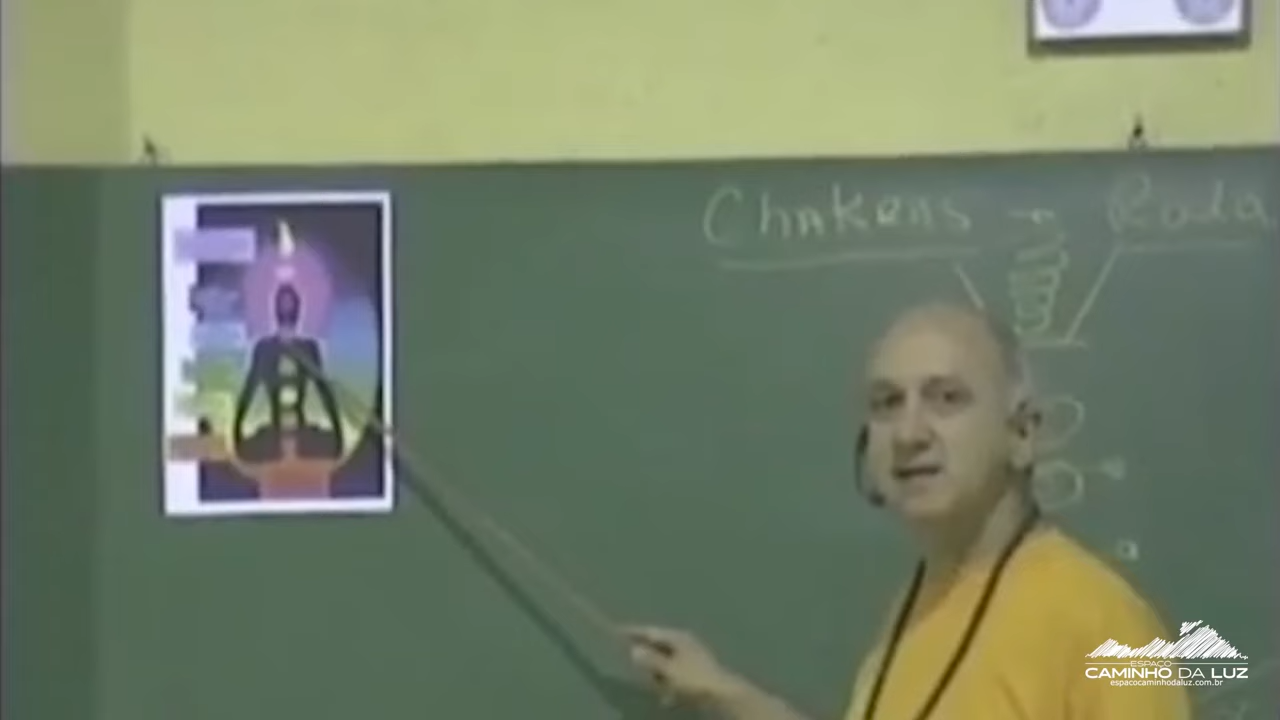 Chakras → Roda
ESPAÇO
CAMINHO DA LUZ
espacocaminhodaluz.com.br